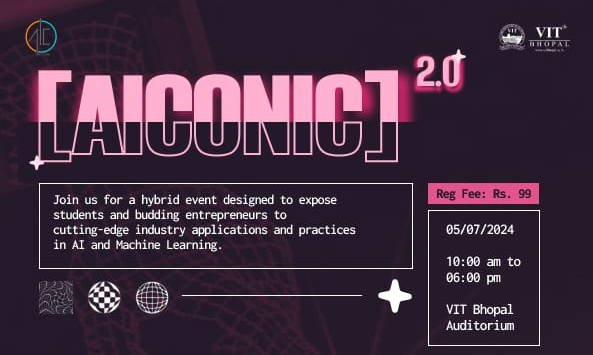 VIT
BHOPAL
2.0
[AICONIC]
Join us for a hybrid event designed to expose
students and budding entrepreneurs to
cutting-edge industry applications and practices
in AI and Machine Learning.
Reg Fee: Rs. 99
05/07/2024
10:00 am to
06:00 pm
VIT Bhopal
Auditorium